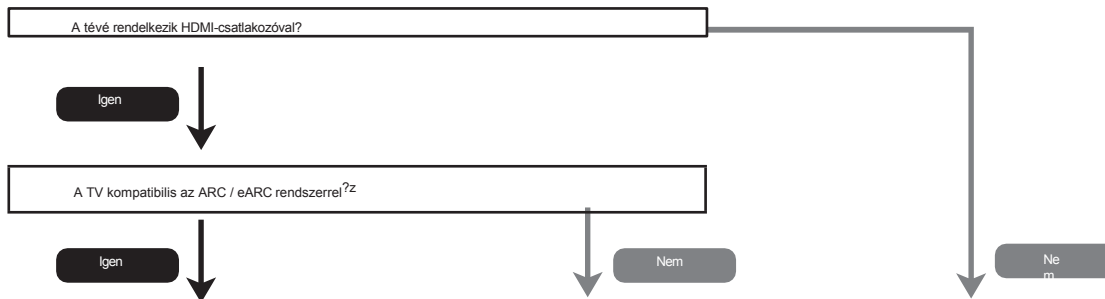 A tévé rendelkezik HDMI-csatlakozóval?
Igen
A TV kompatibilis az ARC / eARC rendszerrel?z
Igen
Nem
Ne
m